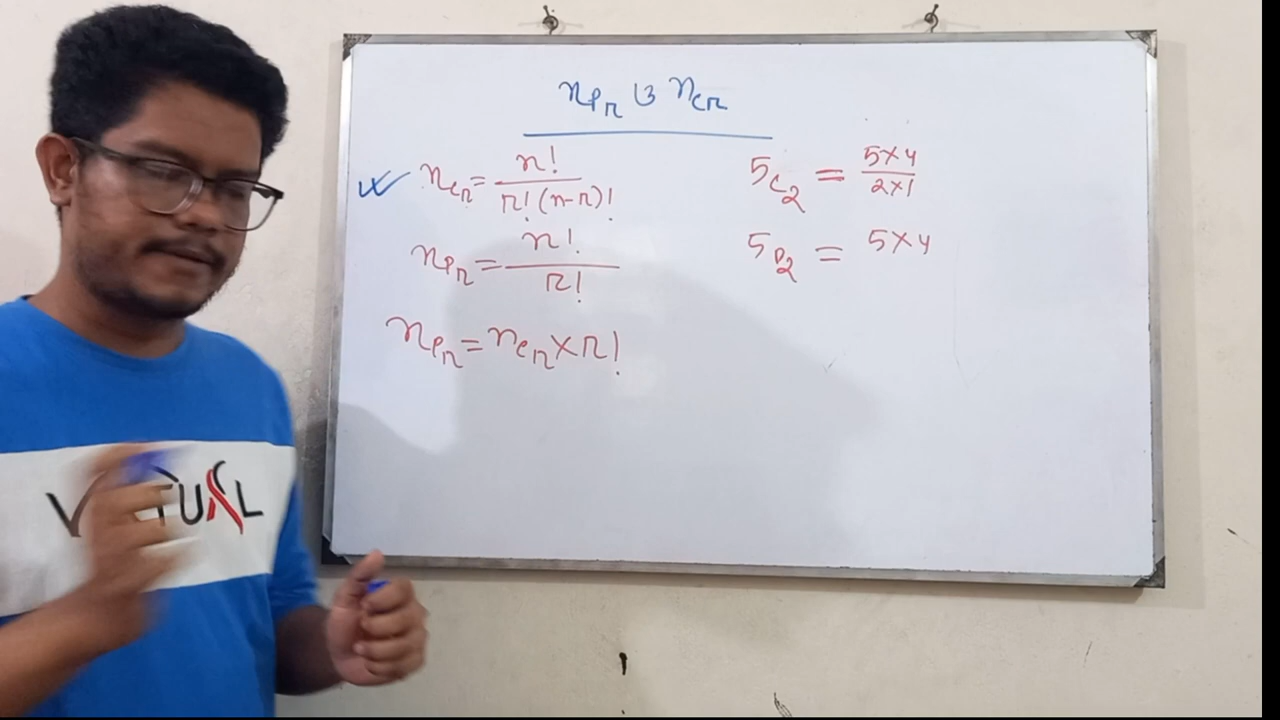 nPr ও nCr
nCr = n! / r!(n-r)!
nPr = n! / r!
nPr = nCr × r!
5C2 = 5×4 / 2×1
5P2 = 5×4